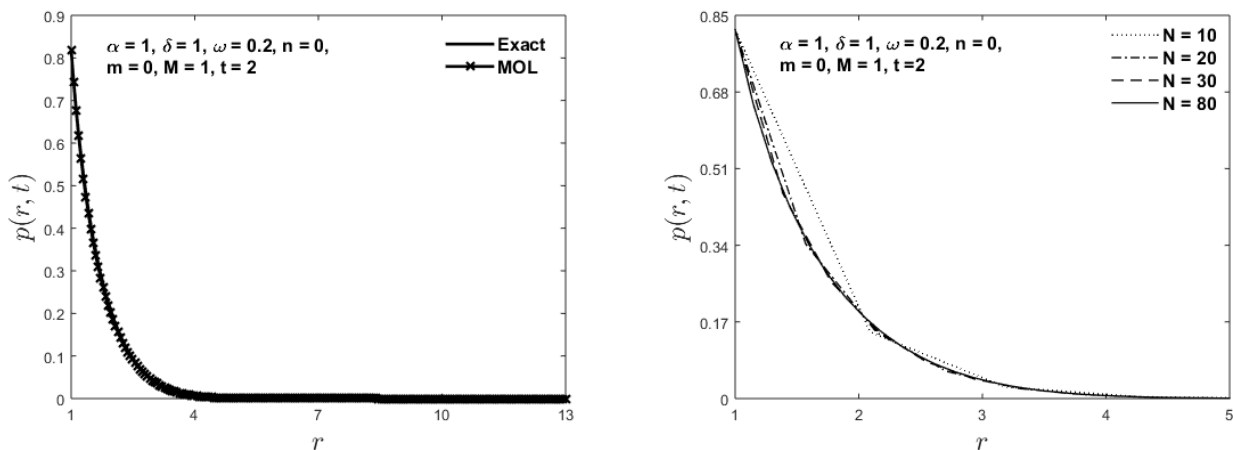 0.9
0.8
0.7
0.6
0.5
0.4
0.3
0.2
0.1
0
1
4
7
10
13
p(r, t)
r
α = 1, δ = 1, ω = 0.2, n = 0,
m = 0, M = 1, t = 2
Exact
MOL
0.85
0.68
0.51
0.34
0.17
0
1
2
3
4
5
p(r, t)
r
α = 1, δ = 1, ω = 0.2, n = 0,
m = 0, M = 1, t =2
N = 10
N = 20
N = 30
N = 80